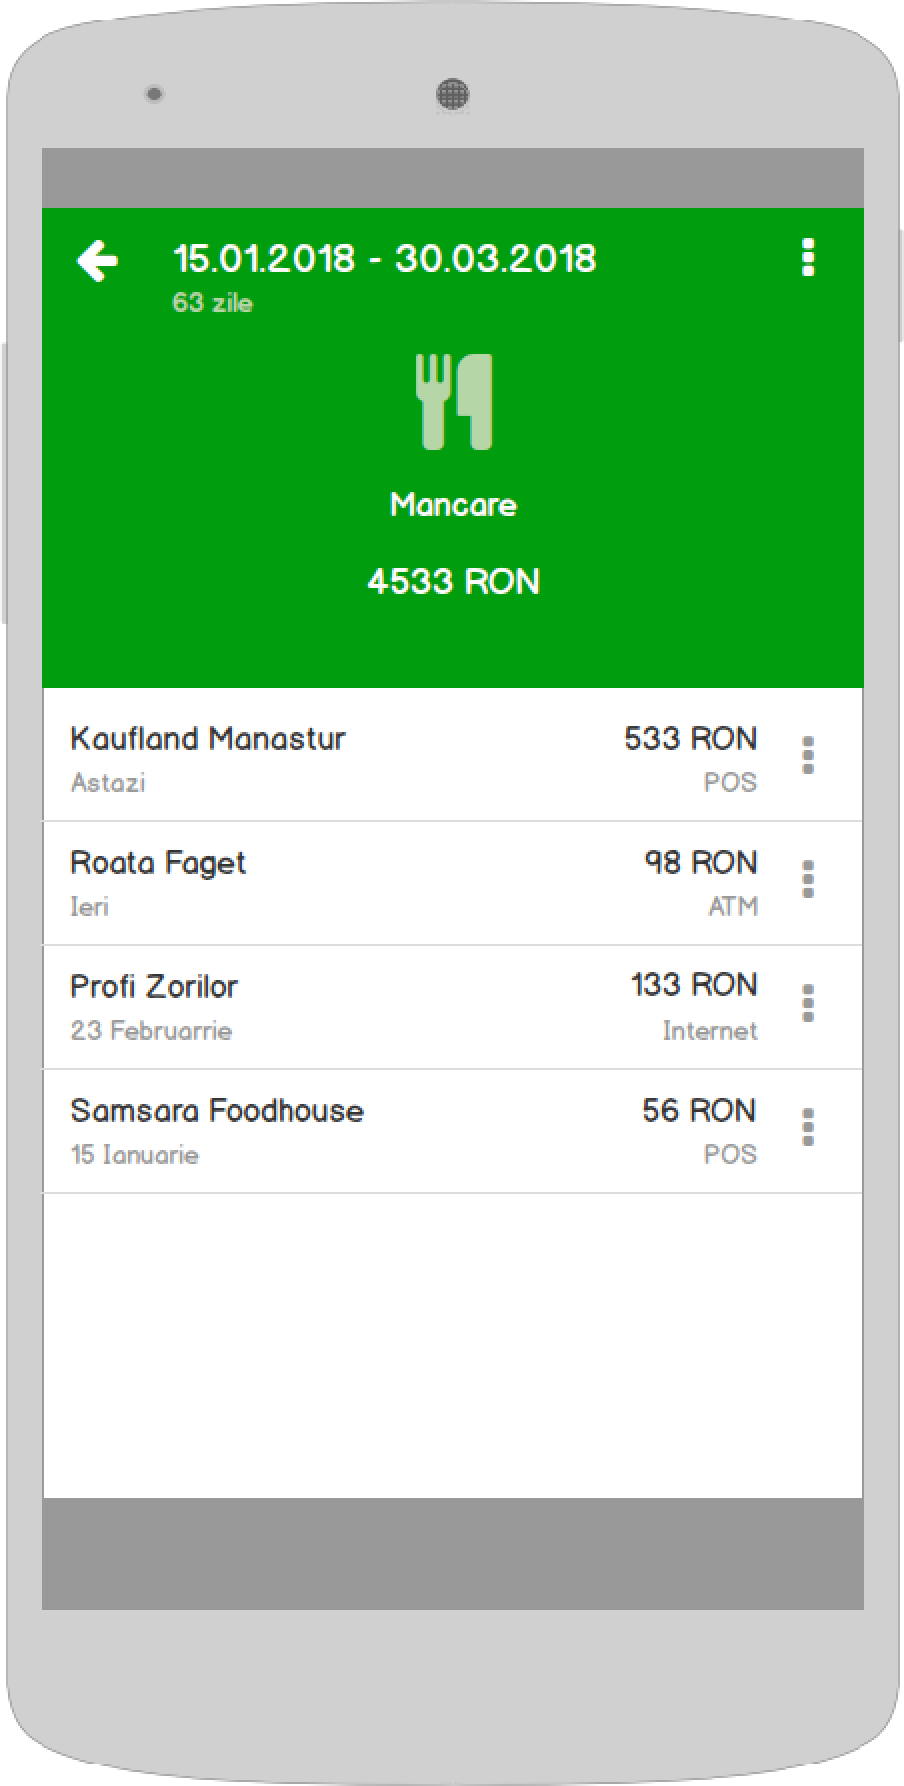 15.01.2018 - 30.03.2018
63 zile
Mancare
4533 RON
Kaufland Manastur 533 RON
Astazi POS
Roata Faget 98 RON
Ieri ATM
Profi Zorilor 133 RON
23 Februarrie Internet
Samsara Foodhouse 56 RON
15 Ianuarie POS